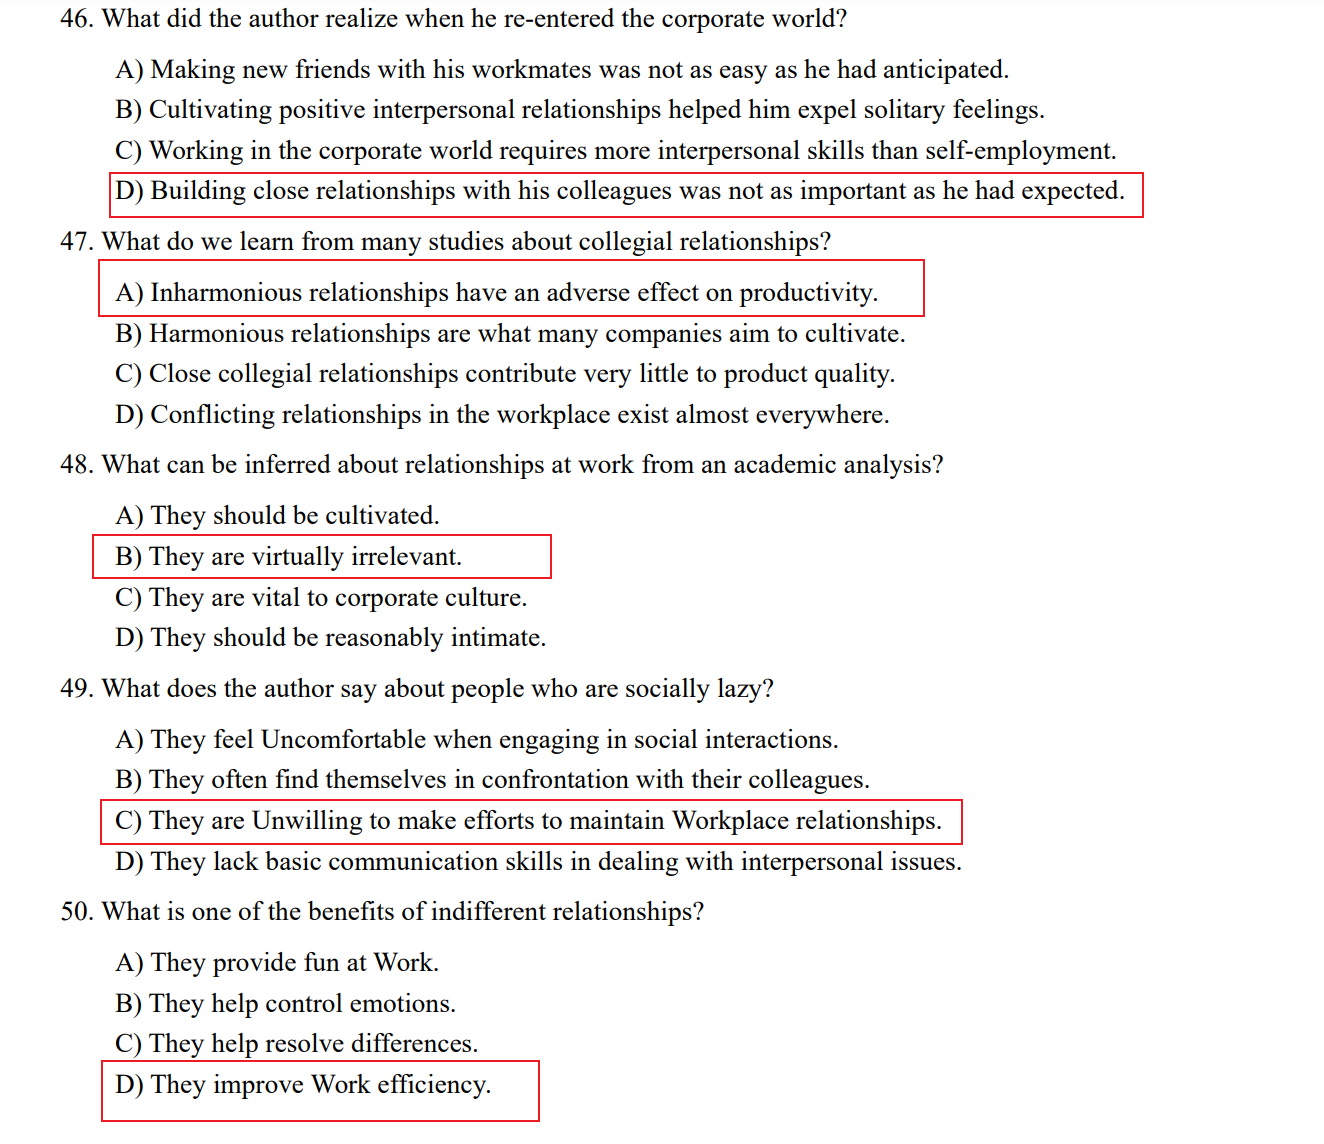 46. What did the author realize when he re-entered the corporate world?
A) Making new friends with his workmates was not as easy as he had anticipated.
B) Cultivating positive interpersonal relationships helped him expel solitary feelings.
C) Working in the corporate world requires more interpersonal skills than self-employment.
D) Building close relationships with his colleagues was not as important as he had expected.
47. What do we learn from many studies about collegial relationships?
A) Inharmonious relationships have an adverse effect on productivity.
B) Harmonious relationships are what many companies aim to cultivate.
C) Close collegial relationships contribute very little to product quality.
D) Conflicting relationships in the workplace exist almost everywhere.
48. What can be inferred about relationships at work from an academic analysis?
A) They should be cultivated.
B) They are virtually irrelevant.
C) They are vital to corporate culture.
D) They should be reasonably intimate.
49. What does the author say about people who are socially lazy?
A) They feel Uncomfortable when engaging in social interactions.
B) They often find themselves in confrontation with their colleagues.
C) They are Unwilling to make efforts to maintain Workplace relationships.
D) They lack basic communication skills in dealing with interpersonal issues.
50. What is one of the benefits of indifferent relationships?
A) They provide fun at Work.
B) They help control emotions.
C) They help resolve differences.
D) They improve Work efficiency.